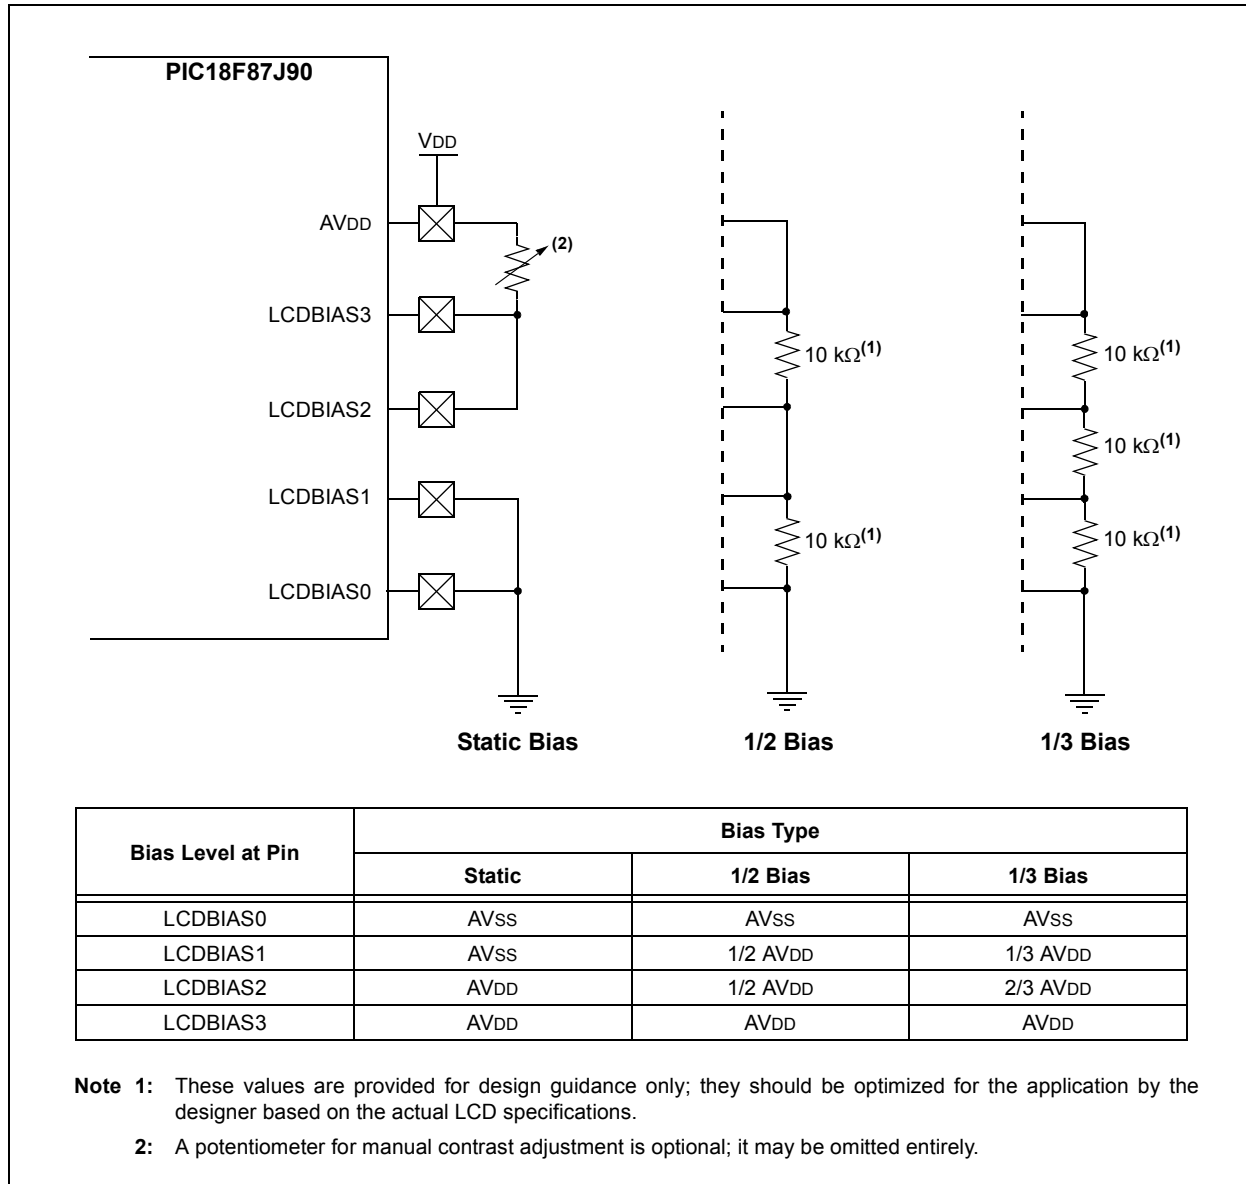 PIC18F87J90
VDD
AVDD
(2)
LCDBIAS3
10 kΩ(1)
10 kΩ(1)
LCDBIAS2
10 kΩ(1)
LCDBIAS1
10 kΩ(1)
10 kΩ(1)
LCDBIAS0
Static Bias
1/2 Bias
1/3 Bias
Bias Level at Pin
Bias Type
Static
1/2 Bias
1/3 Bias
LCDBIAS0 AVSS AVSS AVSS
LCDBIAS1 AVSS 1/2 AVDD 1/3 AVDD
LCDBIAS2 AVDD 1/2 AVDD 2/3 AVDD
LCDBIAS3 AVDD AVDD AVDD
Note 1: These values are provided for design guidance only; they should be optimized for the application by the
designer based on the actual LCD specifications.
2: A potentiometer for manual contrast adjustment is optional; it may be omitted entirely.